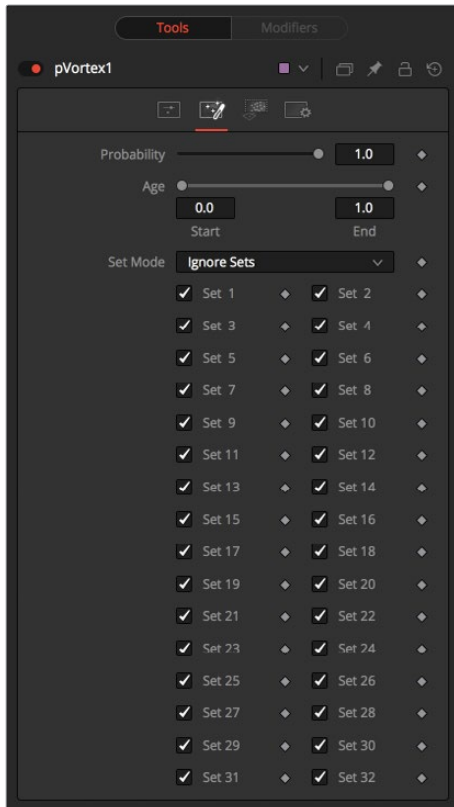 Tools Modifiers
pVortex1
Probability 1.0
Age
0.0 1.0
Start End
Set Mode Ignore Sets
Set 1 Set 2
Set 3 Set 4
Set 5 Set 6
Set 7 Set 8
Set 9 Set 10
Set 11 Set 12
Set 13 Set 14
Set 15 Set 16
Set 17 Set 18
Set 19 Set 20
Set 21 Set 22
Set 23 Set 24
Set 25 Set 26
Set 27 Set 28
Set 29 Set 30
Set 31 Set 32